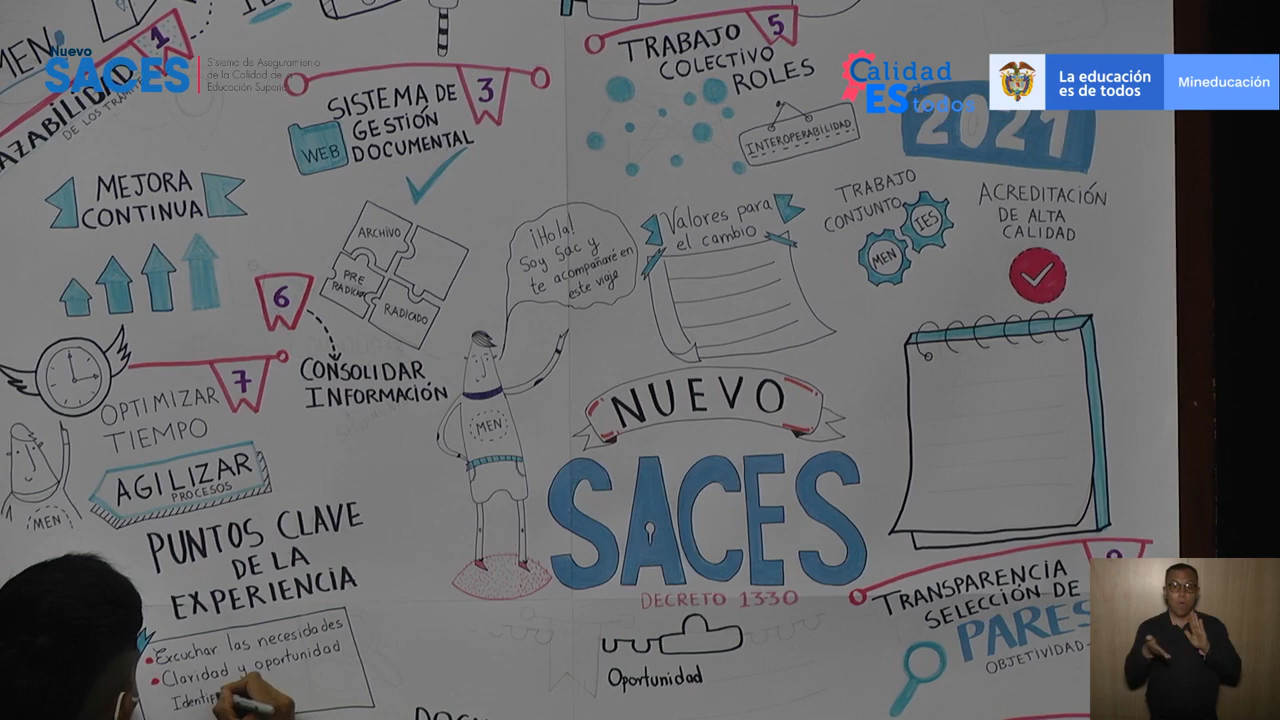 Nuevo
SACES
Sistema de Aseguramiento
de la Calidad de la
Educación Superior
Calidad
ES de todos
La educación
es de todos
Mineducación
1
DE LOS
3
SISTEMA DE
GESTIÓN
DOCUMENTAL
WEB
5
TRABAJO
COLECTIVO
ROLES
INTEROPERABILIDAD
2021
MEJORA
CONTINUA
ARCHIVO
PRE
RADICADO
RADICADO
¡Hola!
Soy Sac y
te acompañaré en
este viaje
Valores para
el cambio
TRABAJO
CONJUNTO
IES
MEN
ACREDITACIÓN
DE ALTA
CALIDAD
6
CONSOLIDAR
INFORMACIÓN
7
OPTIMIZAR
TIEMPO
AGILIZAR
PROCESOS
MEN
MEN
NUEVO
SACES
DECRETO 1330
Oportunidad
PUNTOS CLAVE
DE LA
EXPERIENCIA
Escuchar las necesidades
Claridad y oportunidad
Identif
TRANSPARENCIA
SELECCIÓN DE
PARES
OBJETIVIDAD-